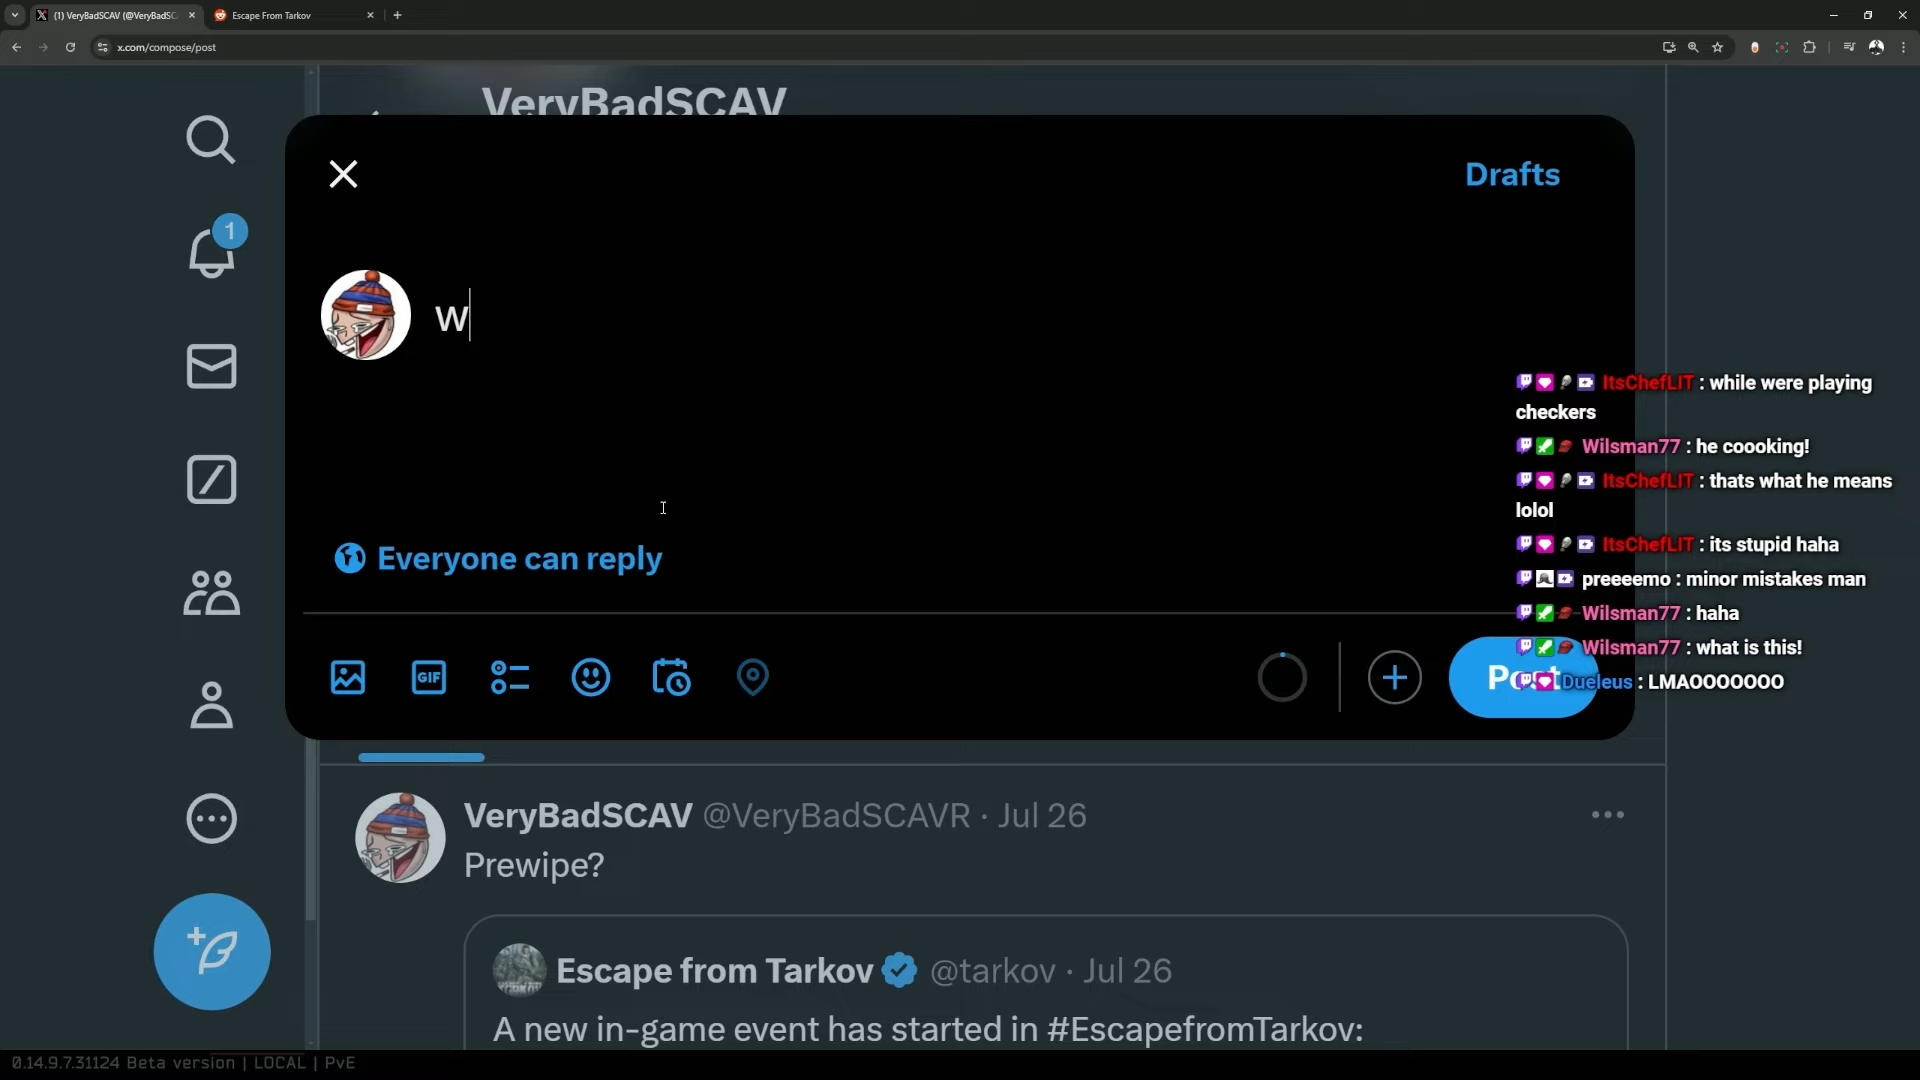 (1) VeryBadSCAV (@VeryBadSC
Escape From Tarkov
x.com/compose/post
VeryBadSCAV
Drafts
1
W
Everyone can reply
GIF
Post
ItsChefLIT : while were playing
checkers
Wilsman77 : he coooking!
ItsChefLIT : thats what he means
lolol
ItsChefLIT : its stupid haha
preeeemo : minor mistakes man
Wilsman77 : haha
Wilsman77 : what is this!
Dueleus : LMAOOOOOOO
VeryBadSCAV @VeryBadSCAVR · Jul 26
Prewipe?
Escape from Tarkov @tarkov · Jul 26
A new in-game event has started in #EscapefromTarkov:
0.14.9.7.31124 Beta version | LOCAL | PvE